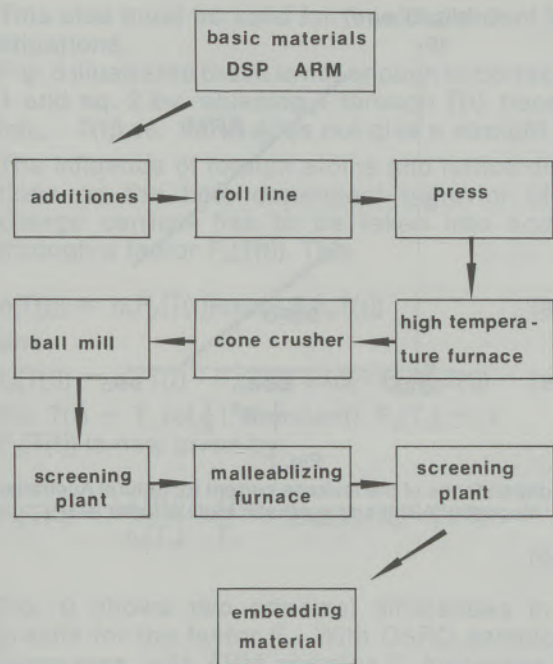 basic materials
DSP ARM
additiones
roll line
press
ball mill
cone crusher
high tempera-
ture furnace
screening
plant
malleablizing
furnace
screening
plant
embedding
material